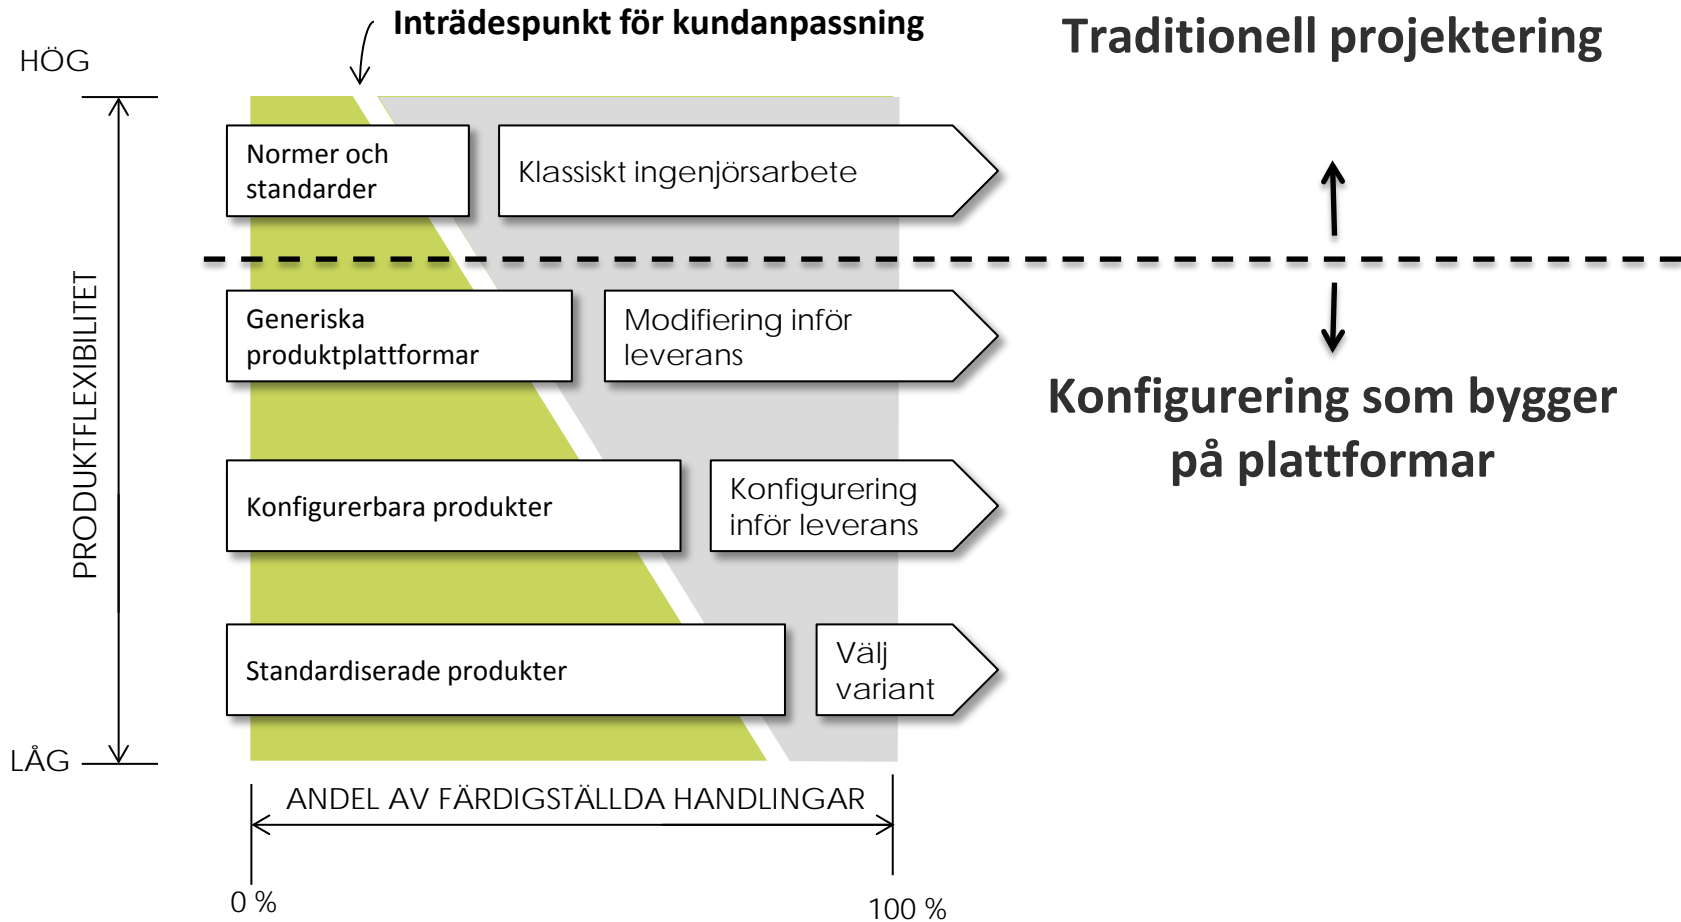 Inträdespunkt för kundanpassning
Traditionell projektering
HÖG
Normer och
standarder
Klassiskt ingenjörsarbete
PRODUKTFLEXIBILITET
Generiska
produktplattformar
Modifiering inför
leverans
Konfigurering som bygger
på plattformar
Konfigurerbara produkter
Konfigurering
inför leverans
Standardiserade produkter
Välj
variant
LÅG
ANDEL AV FÄRDIGSTÄLLDA HANDLINGAR
0 %
100 %